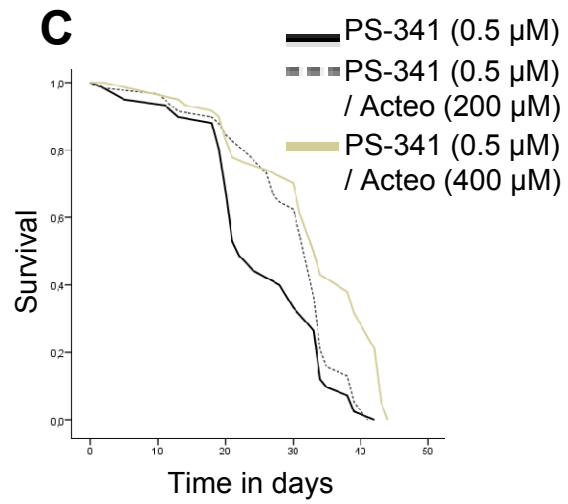 C
PS-341 (0.5 µM)
PS-341 (0.5 µM)
/ Acteo (200 µM)
PS-341 (0.5 µM)
/ Acteo (400 µM)
1,0
0,8
0,6
0,4
0,2
0,0
Survival
0 10 20 30 40 50
Time in days